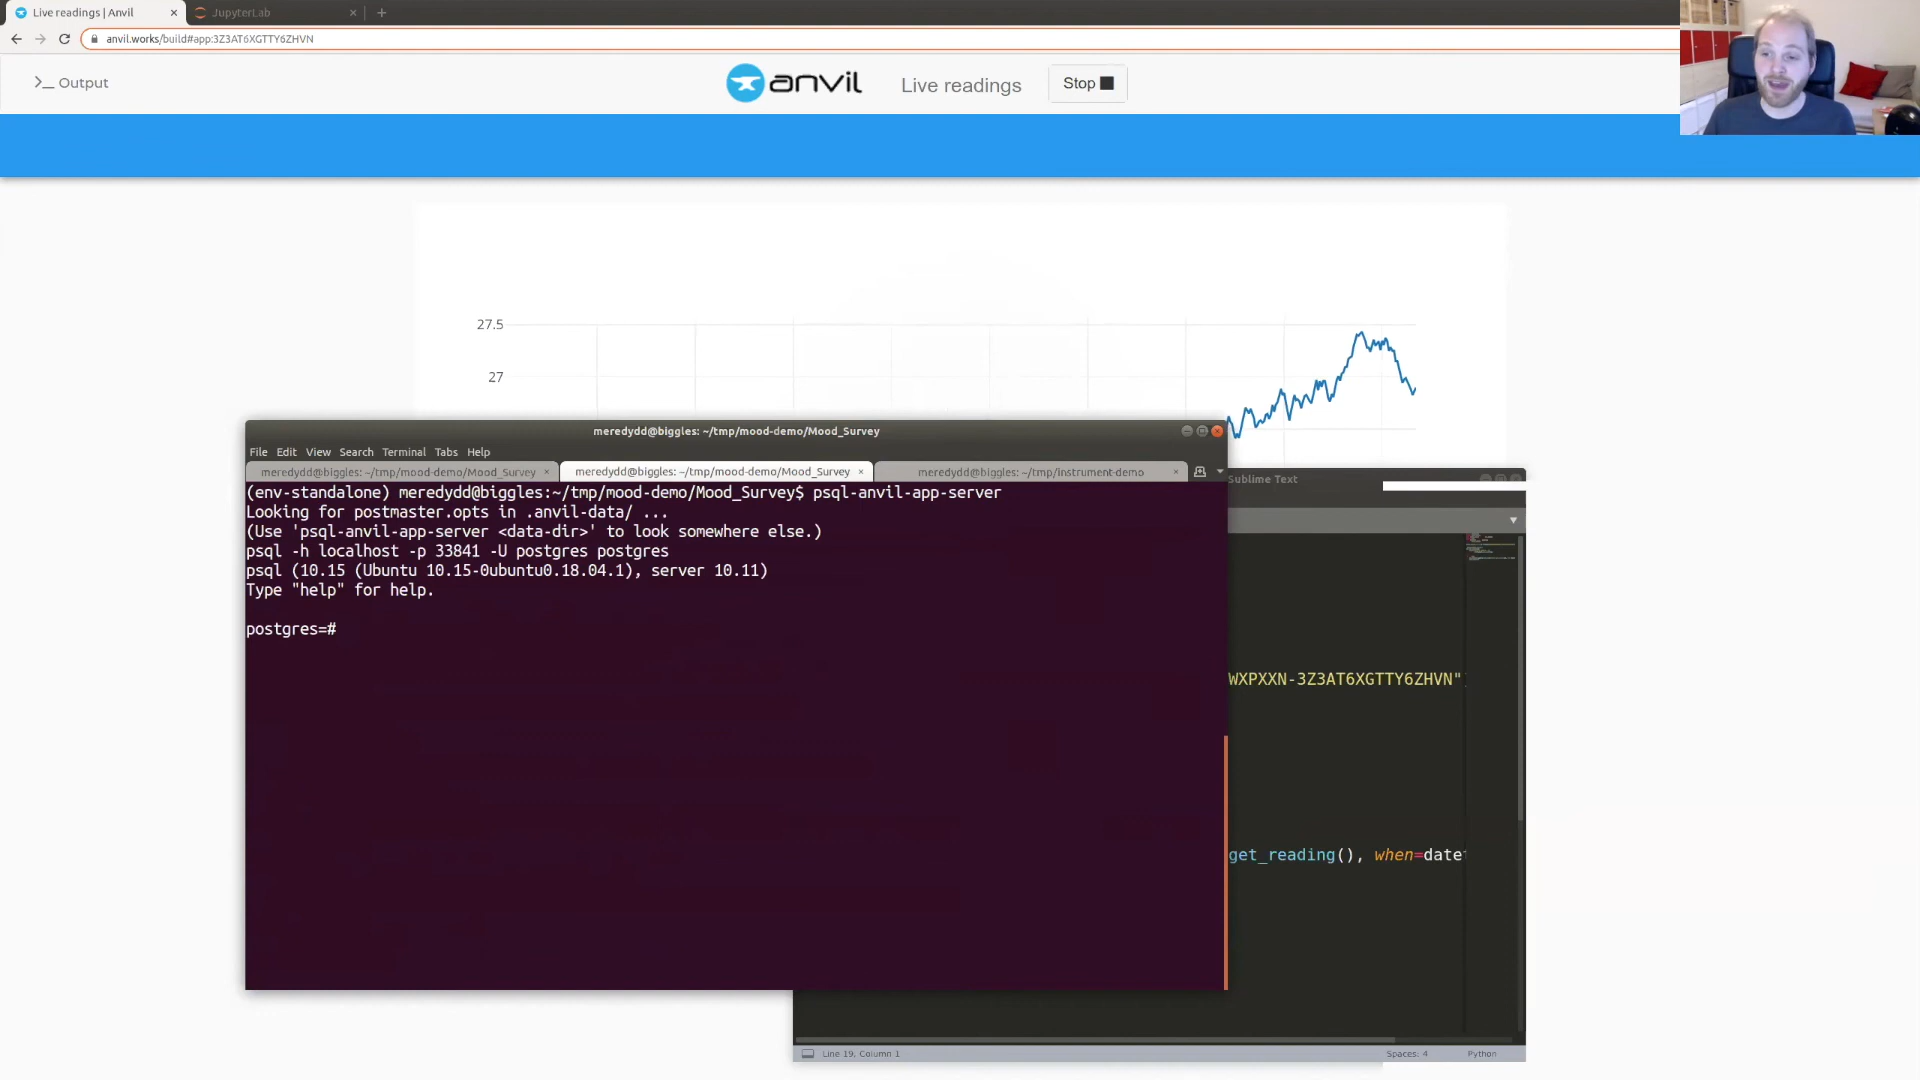 Live readings | Anvil
JupyterLab
anvil.works/build#app:3Z3AT6XGTTY6ZHVN
>_ Output
anvil
Live readings
Stop
27.5
27
meredydd@biggles: ~/tmp/mood-demo/Mood_Survey
File Edit View Search Terminal Tabs Help
meredydd@biggles: ~/tmp/mood-demo/Mood_Survey
meredydd@biggles: ~/tmp/mood-demo/Mood_Survey
meredydd@biggles: ~/tmp/instrument-demo
Sublime Text
(env-standalone) meredydd@biggles:~/tmp/mood-demo/Mood_Survey$ psql-anvil-app-server
Looking for postmaster.opts in .anvil-data/ ...
(Use 'psql-anvil-app-server <data-dir>' to look somewhere else.)
psql -h localhost -p 33841 -U postgres postgres
psql (10.15 (Ubuntu 10.15-0ubuntu0.18.04.1), server 10.11)
Type "help" for help.
postgres=#
WXPXXN-3Z3AT6XGTTY6ZHVN"
get_reading(), when=datet
Line 19, Column 1
Spaces: 4
Python